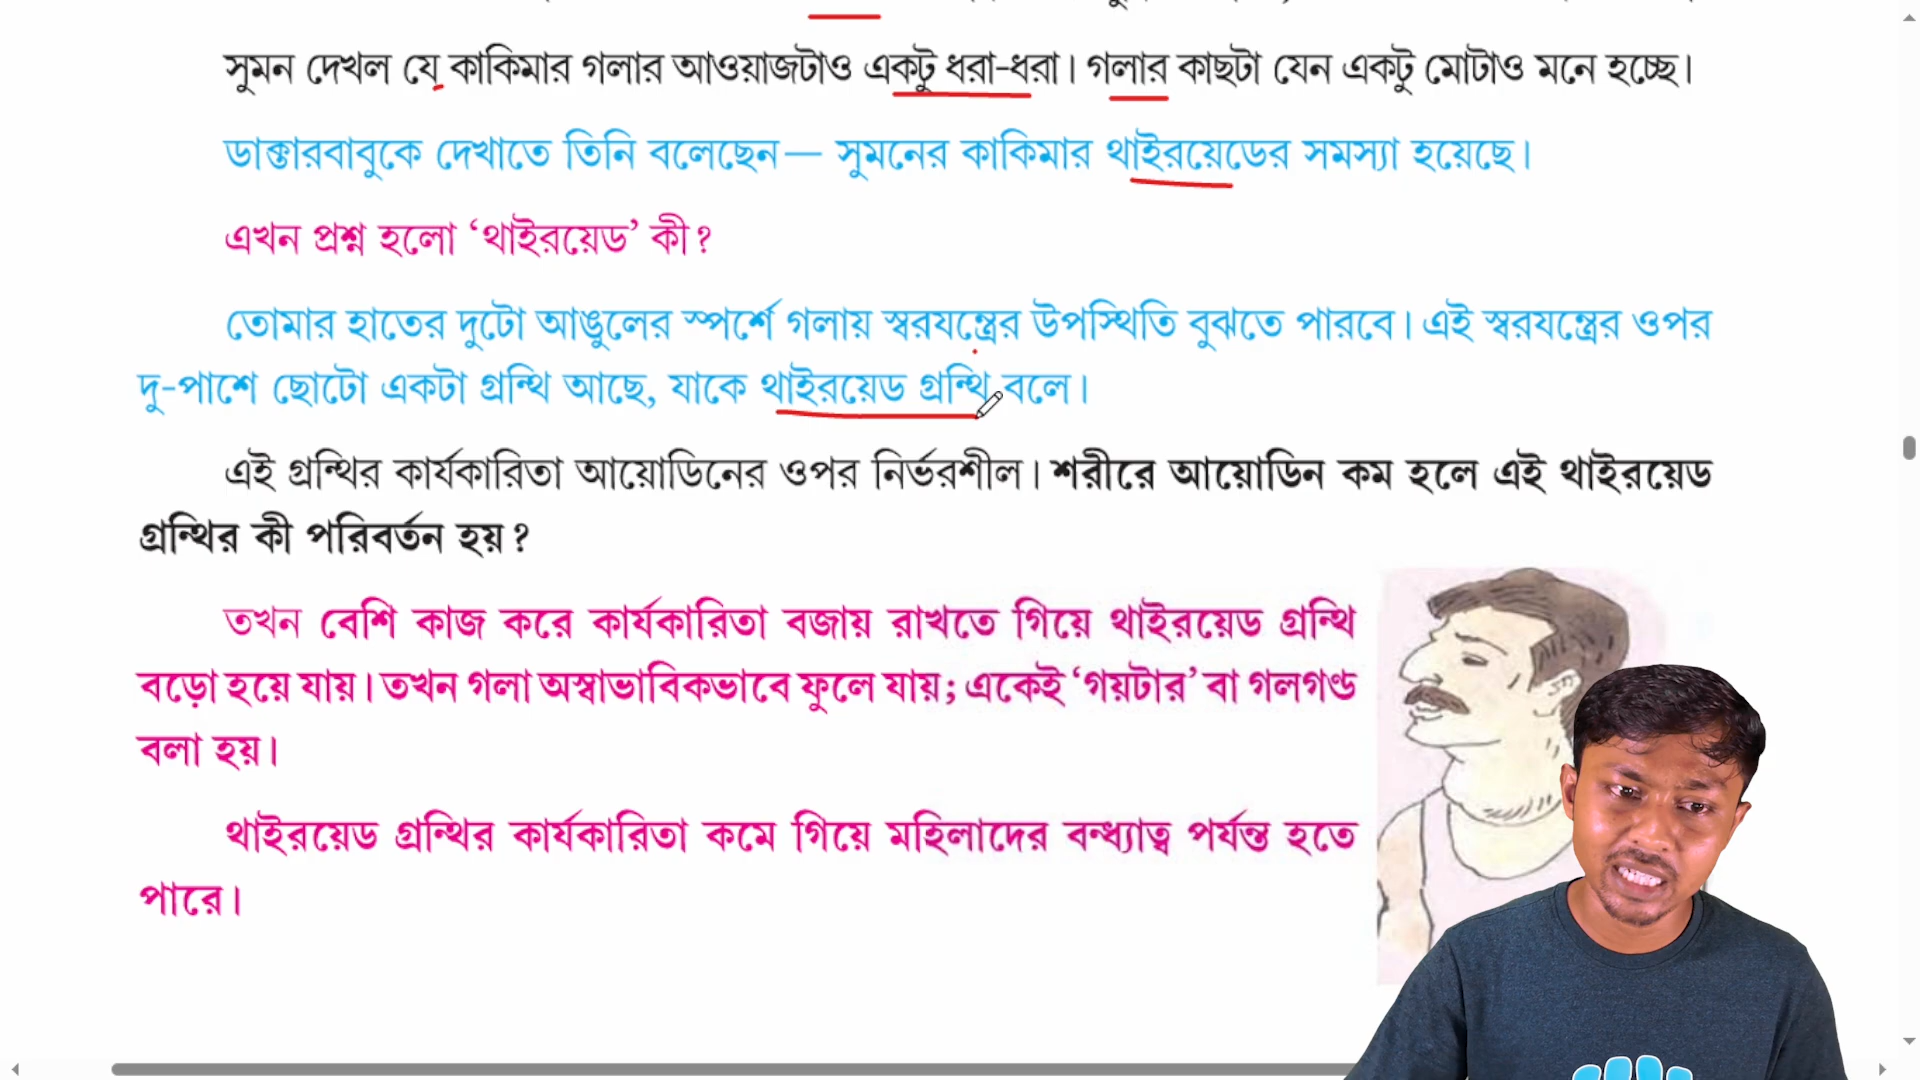 সুমন দেখল যে কাকিমার গলার আওয়াজটাও একটু ধরা-ধরা। গলার কাছটা যেন একটু মোটাও মনে হচ্ছে।
ডাক্তারবাবুকে দেখাতে তিনি বলেছেন— সুমনের কাকিমার থাইরয়েডের সমস্যা হয়েছে।
এখন প্রশ্ন হলো ‘থাইরয়েড’ কী?
তোমার হাতের দুটো আঙুলের স্পর্শে গলায় স্বরযন্ত্রের উপস্থিতি বুঝতে পারবে। এই স্বরযন্ত্রের ওপর
দু-পাশে ছোটো একটা গ্রন্থি আছে, যাকে থাইরয়েড গ্রন্থি বলে।
এই গ্রন্থির কার্যকারিতা আয়োডিনের ওপর নির্ভরশীল। শরীরে আয়োডিন কম হলে এই থাইরয়েড
গ্রন্থির কী পরিবর্তন হয়?
তখন বেশি কাজ করে কার্যকারিতা বজায় রাখতে গিয়ে থাইরয়েড গ্রন্থি
বড়ো হয়ে যায়। তখন গলা অস্বাভাবিকভাবে ফুলে যায়; একেই ‘গয়টার’ বা গলগণ্ড
বলা হয়।
থাইরয়েড গ্রন্থির কার্যকারিতা কমে গিয়ে মহিলাদের বন্ধ্যাত্ব পর্যন্ত হতে
পারে।